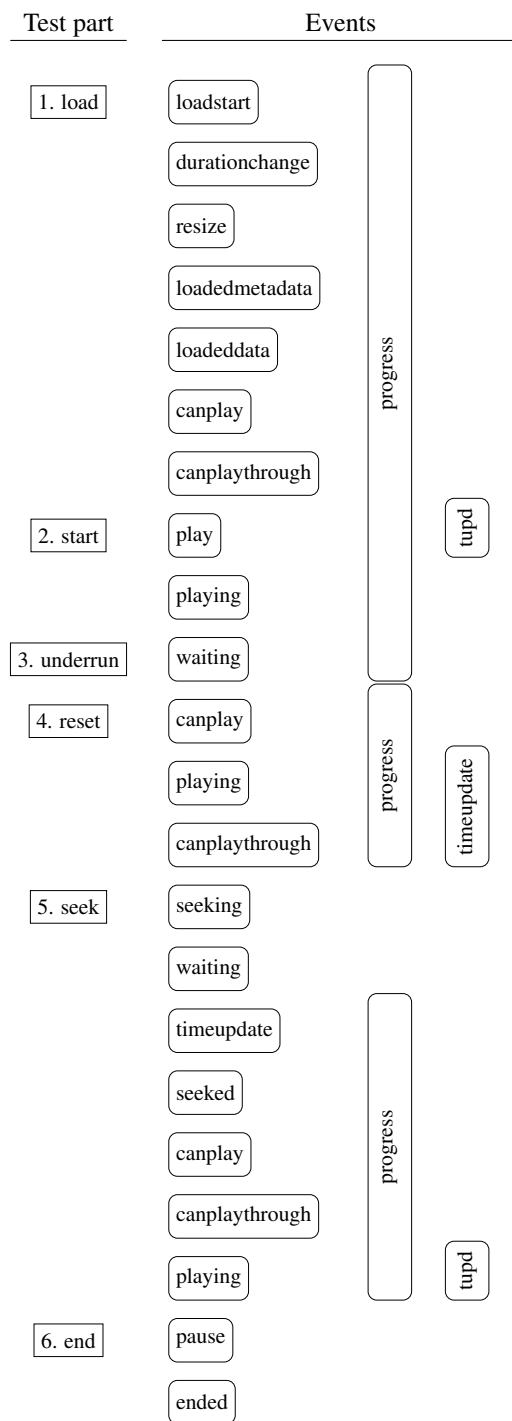 Test part Events
1. load loadstart
durationchange
resize
loadedmetadata
loadeddata
progress
canplay
canplaythrough
2. start play tupd
playing
3. underrun waiting
4. reset canplay
playing progress timeupdate
canplaythrough
5. seek seeking
waiting
timeupdate
seeked
canplay progress
canplaythrough
playing tupd
6. end pause
ended